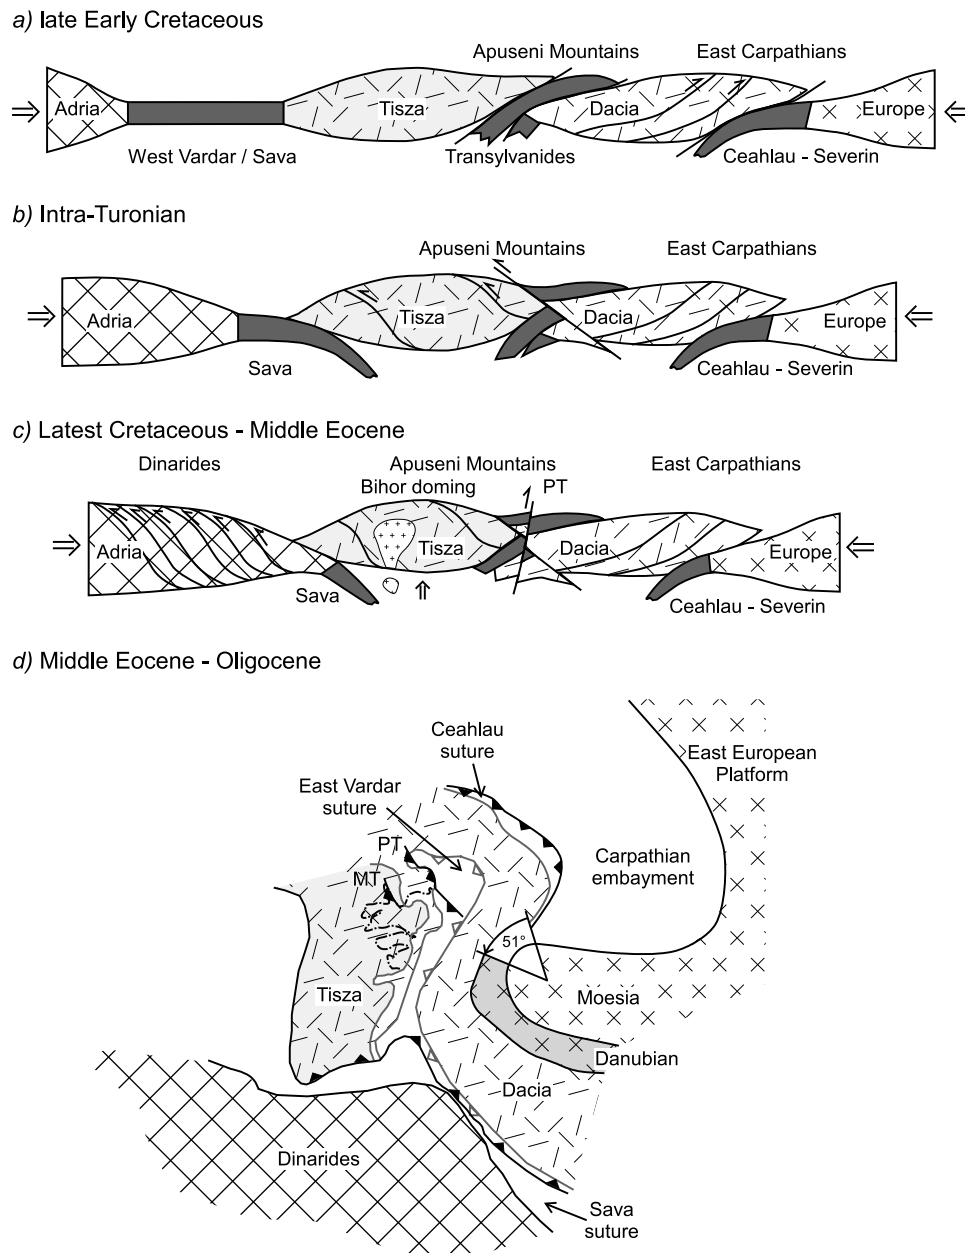 a) late Early Cretaceous
Apuseni Mountains
East Carpathians
Adria
Tisza
Dacia
Europe
West Vardar / Sava
Transylvanides
Ceahlau - Severin
b) Intra-Turonian
Apuseni Mountains
East Carpathians
Adria
Tisza
Dacia
Europe
Sava
Ceahlau - Severin
c) Latest Cretaceous - Middle Eocene
Dinarides
Apuseni Mountains
East Carpathians
Bihor doming
PT
Adria
Tisza
Dacia
Europe
Sava
Ceahlau - Severin
d) Middle Eocene - Oligocene
Ceahlau
suture
East European
Platform
East Vardar
suture
PT
MT
Carpathian
embayment
51°
Tisza
Moesia
Danubian
Dacia
Dinarides
Sava
suture